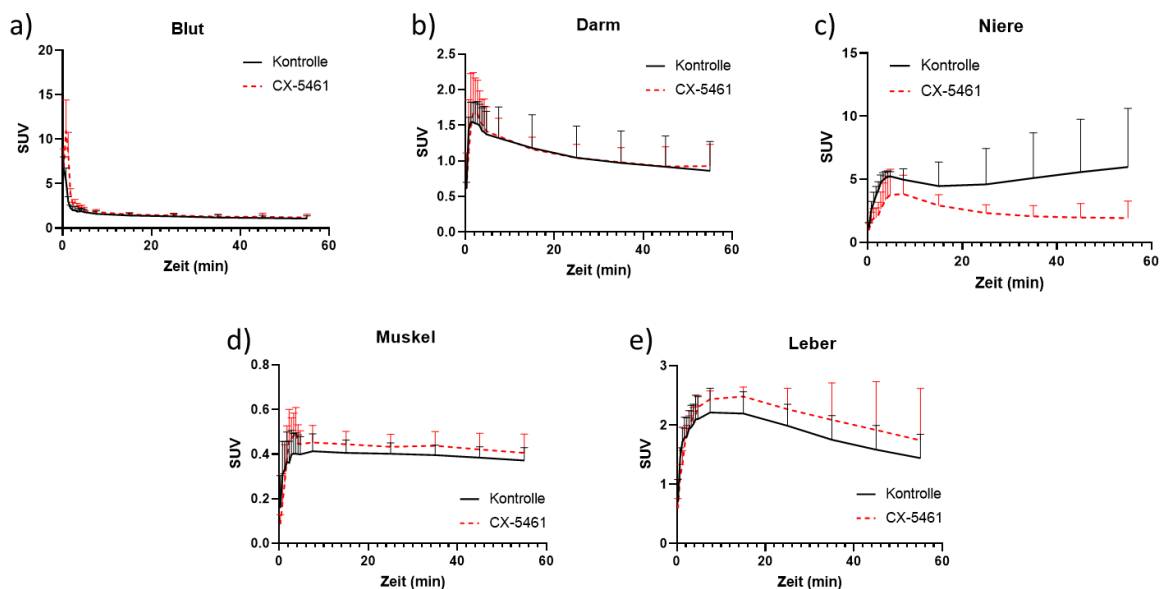 a)
Blut
20
15
10
5
0
SUV
0
20
40
60
Zeit (min)
Kontrolle
CX-5461
b)
Darm
2.5
2.0
1.5
1.0
0.5
0.0
SUV
0
20
40
60
Zeit (min)
Kontrolle
CX-5461
c)
Niere
15
10
5
0
SUV
0
20
40
60
Zeit (min)
Kontrolle
CX-5461
d)
Muskel
0.8
0.6
0.4
0.2
0.0
SUV
0
20
40
60
Zeit (min)
Kontrolle
CX-5461
e)
Leber
3
2
1
0
SUV
0
20
40
60
Zeit (min)
Kontrolle
CX-5461